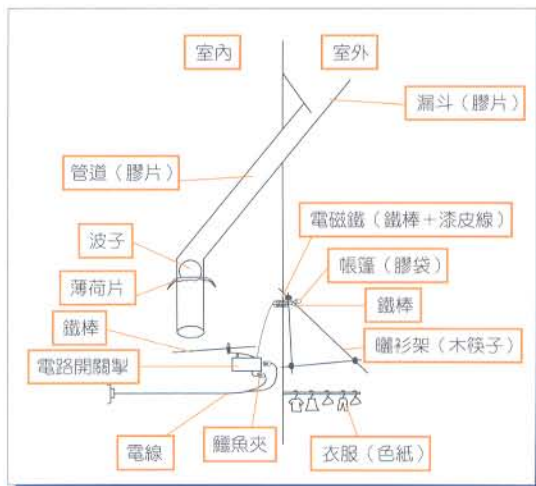 室內
室外
漏斗（膠片）
管道（膠片）
電磁鐵（鐵棒＋漆皮線）
波子
帳篷（膠袋）
薄荷片
鐵棒
鐵棒
曬衫架（木筷子）
電路開關掣
電線
鱷魚夾
衣服（色紙）